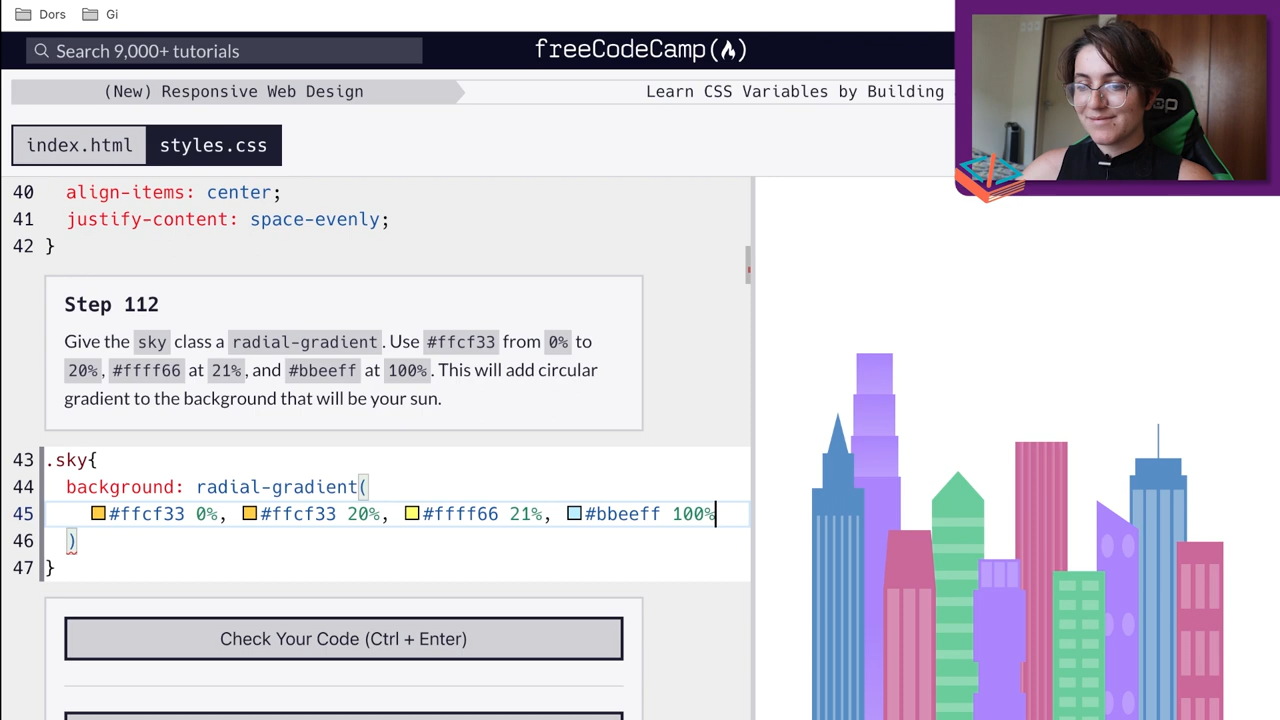 Dors Gi
Search 9,000+ tutorials
freeCodeCamp
(New) Responsive Web Design
Learn CSS Variables by Building
index.html
styles.css
40 align-items: center;
41 justify-content: space-evenly;
42 }
Step 112
Give the sky class a radial-gradient. Use #ffcf33 from 0% to
20%, #ffff66 at 21%, and #bbeeff at 100%. This will add circular
gradient to the background that will be your sun.
43 .sky{
44 background: radial-gradient(
45 #ffcf33 0%, #ffcf33 20%, #ffff66 21%, #bbeeff 100%
46 )
47 }
Check Your Code (Ctrl + Enter)